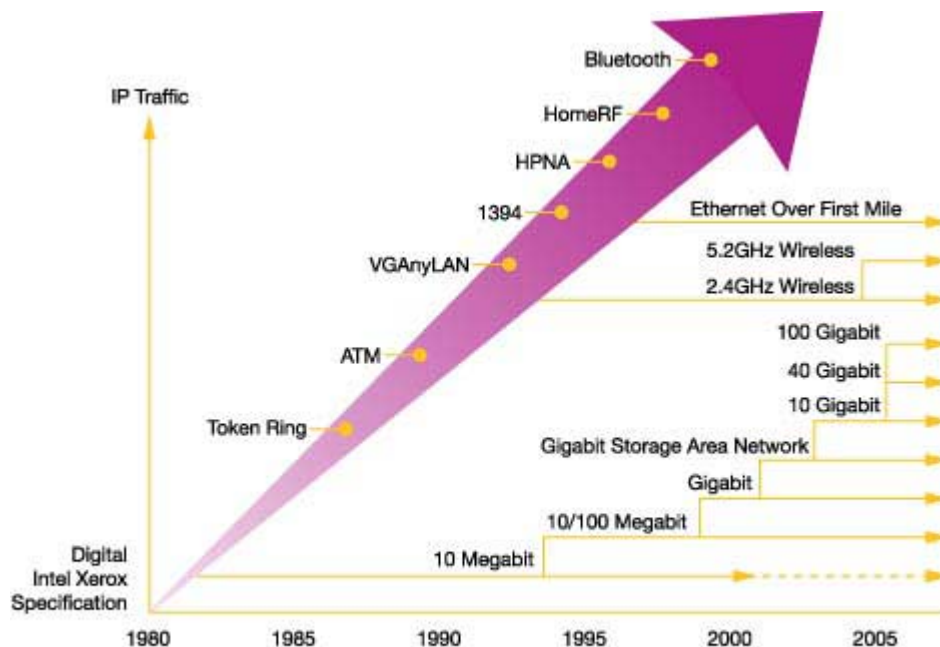 Bluetooth
IP Traffic
HomeRF
HPNA
1394
Ethernet Over First Mile
5.2GHz Wireless
VGAnyLAN
2.4GHz Wireless
100 Gigabit
ATM
40 Gigabit
10 Gigabit
Token Ring
Gigabit Storage Area Network
Gigabit
10/100 Megabit
10 Megabit
Digital
Intel Xerox
Specification
1980 1985 1990 1995 2000 2005